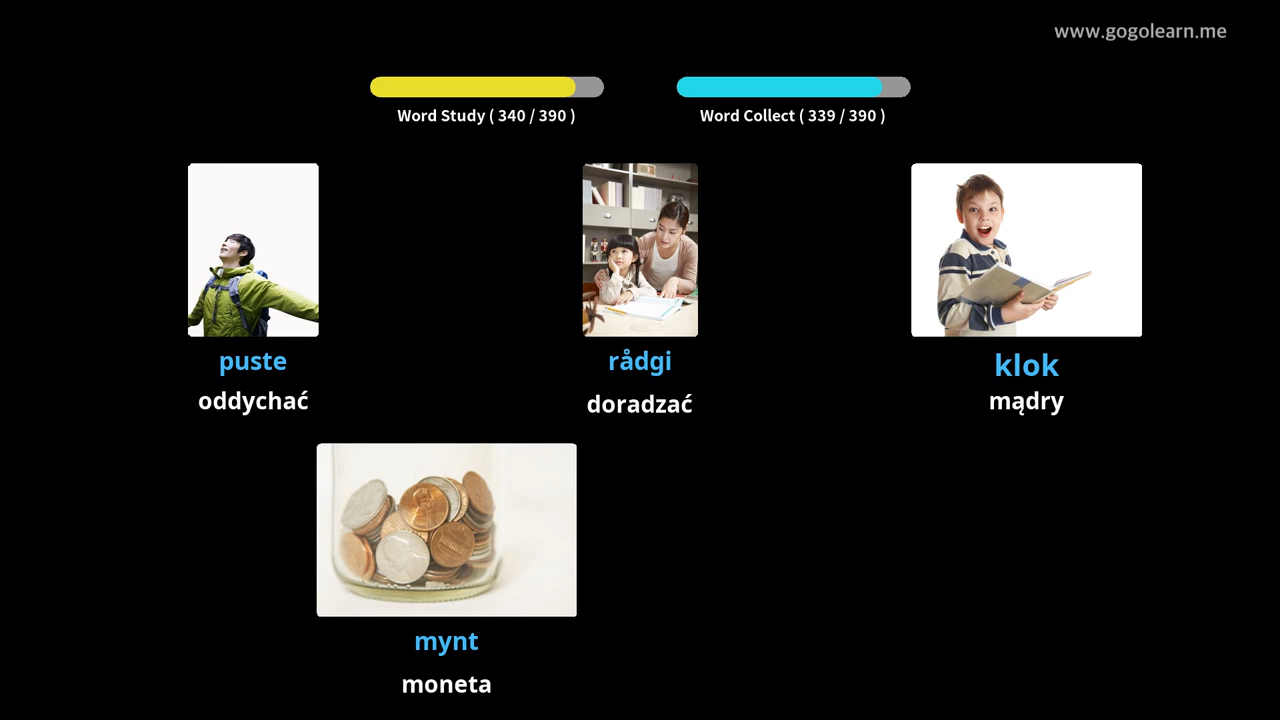 www.gogolearn.me
Word Study ( 340 / 390 )
Word Collect ( 339 / 390 )
puste
oddychać
rådgi
doradzać
klok
mądry
mynt
moneta